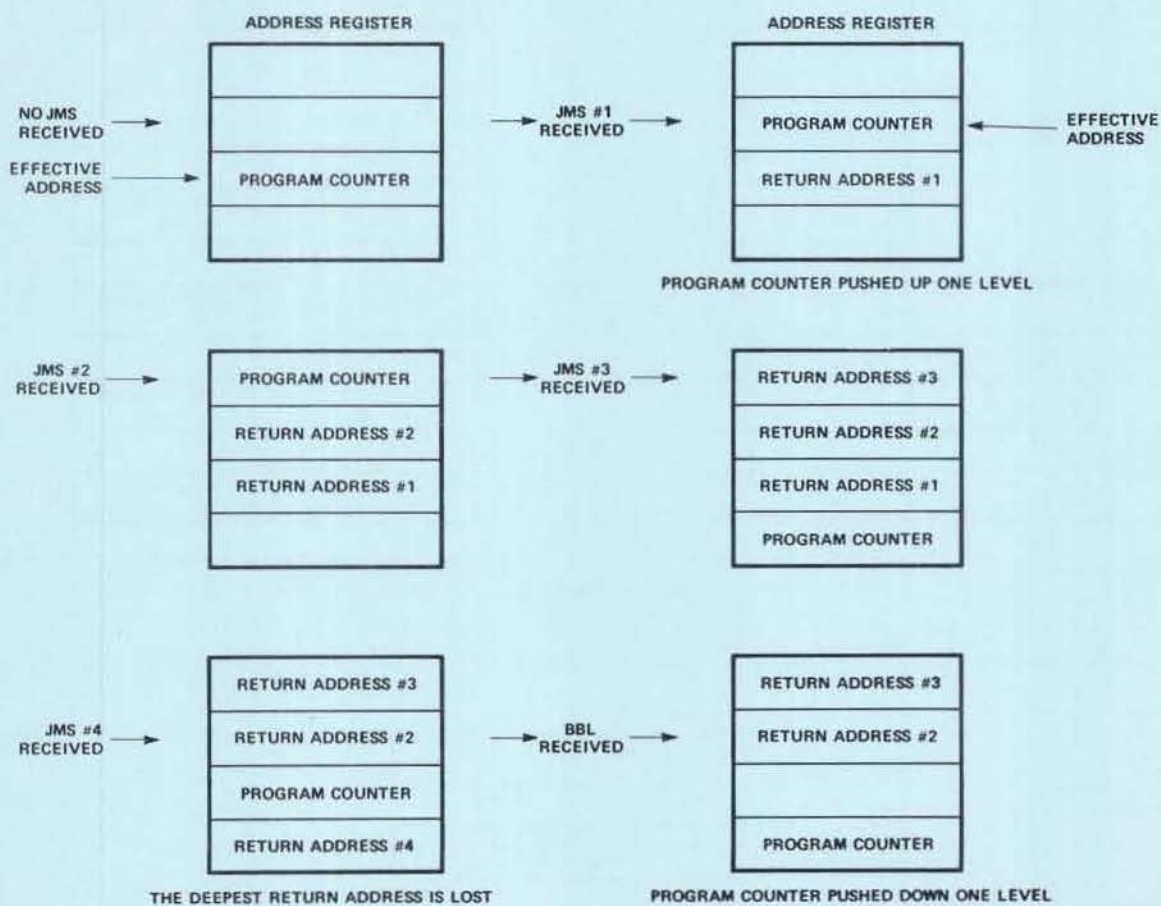 ADDRESS REGISTER
NO JMS
RECEIVED
EFFECTIVE
ADDRESS
PROGRAM COUNTER
JMS #1
RECEIVED
ADDRESS REGISTER
PROGRAM COUNTER
RETURN ADDRESS #1
EFFECTIVE
ADDRESS
PROGRAM COUNTER PUSHED UP ONE LEVEL
JMS #2
RECEIVED
PROGRAM COUNTER
RETURN ADDRESS #2
RETURN ADDRESS #1
JMS #3
RECEIVED
RETURN ADDRESS #3
RETURN ADDRESS #2
RETURN ADDRESS #1
PROGRAM COUNTER
JMS #4
RECEIVED
RETURN ADDRESS #3
RETURN ADDRESS #2
PROGRAM COUNTER
RETURN ADDRESS #4
THE DEEPEST RETURN ADDRESS IS LOST
BBL
RECEIVED
RETURN ADDRESS #3
RETURN ADDRESS #2
PROGRAM COUNTER
PROGRAM COUNTER PUSHED DOWN ONE LEVEL